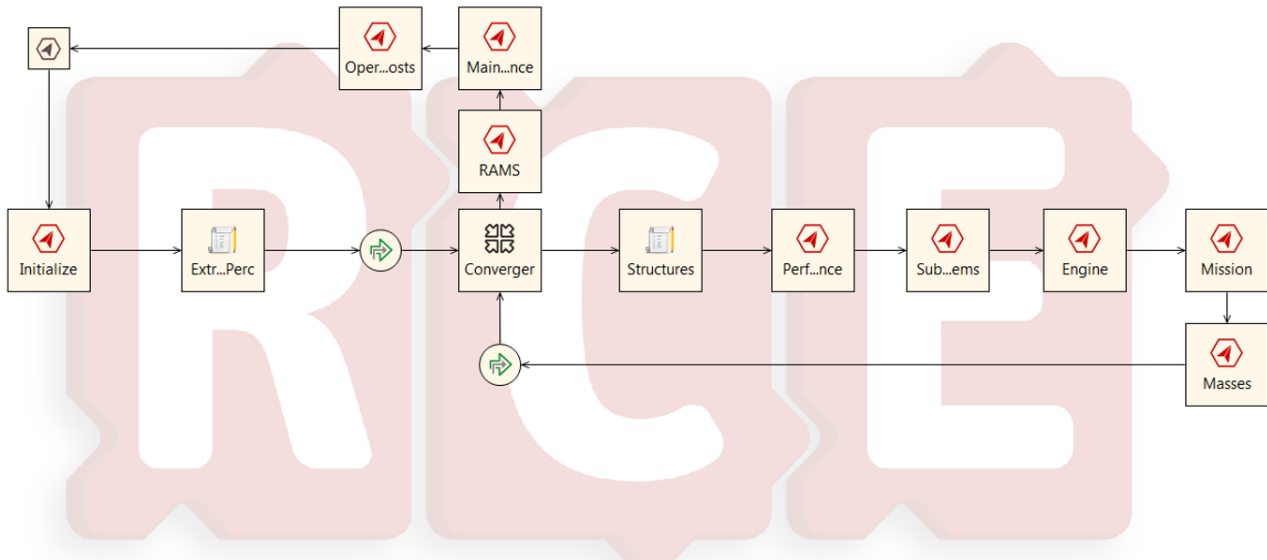 Oper...osts
Main...nce
RAMS
Initialize
Extr...Perc
Converger
Structures
Perf...nce
Sub...ems
Engine
Mission
Masses
RCE